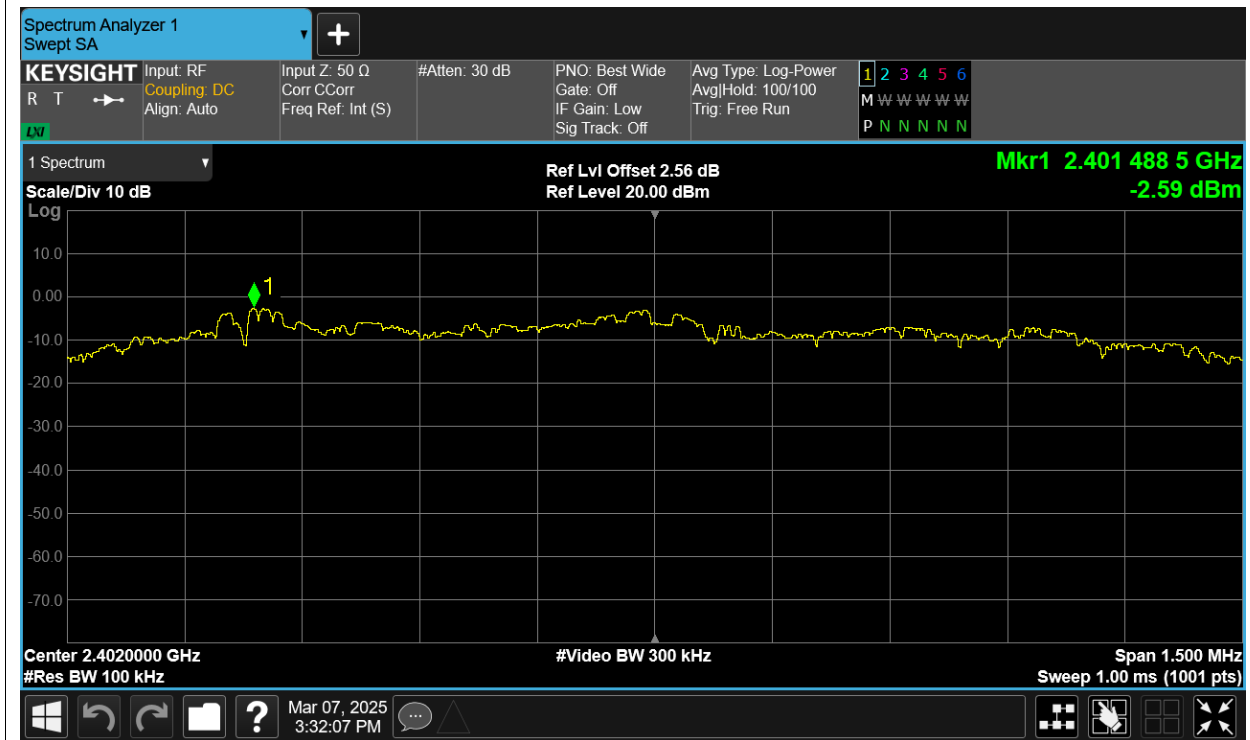 Spectrum Analyzer 1
Swept SA
KEYSIGHT
R T
LXI
Input: RF
Coupling: DC
Align: Auto
Input Z: 50 Ω
Corr CCorr
Freq Ref: Int (S)
#Atten: 30 dB
PNO: Best Wide
Gate: Off
IF Gain: Low
Sig Track: Off
Avg Type: Log-Power
Avg|Hold: 100/100
Trig: Free Run
1 2 3 4 5 6
M W W W W W
P N N N N N
1 Spectrum
Scale/Div 10 dB
Log
Ref Lvl Offset 2.56 dB
Ref Level 20.00 dBm
Mkr1 2.401 488 5 GHz
-2.59 dBm
1
10.0
0.00
-10.0
-20.0
-30.0
-40.0
-50.0
-60.0
-70.0
Center 2.4020000 GHz
#Res BW 100 kHz
#Video BW 300 kHz
Span 1.500 MHz
Sweep 1.00 ms (1001 pts)
?
Mar 07, 2025
3:32:07 PM